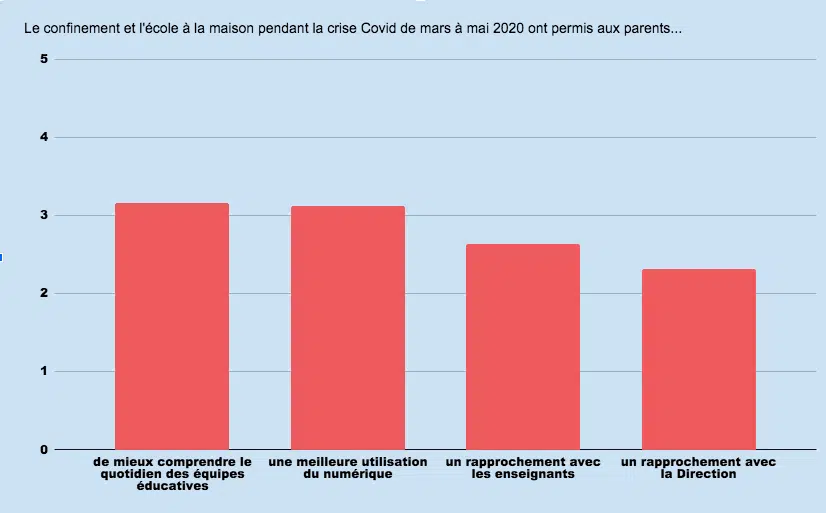 Le confinement et l'école à la maison pendant la crise Covid de mars à mai 2020 ont permis aux parents...
5
4
3
2
1
0
de mieux comprendre le
quotidien des équipes
éducatives
une meilleure utilisation
du numérique
un rapprochement avec
les enseignants
un rapprochement avec
la Direction